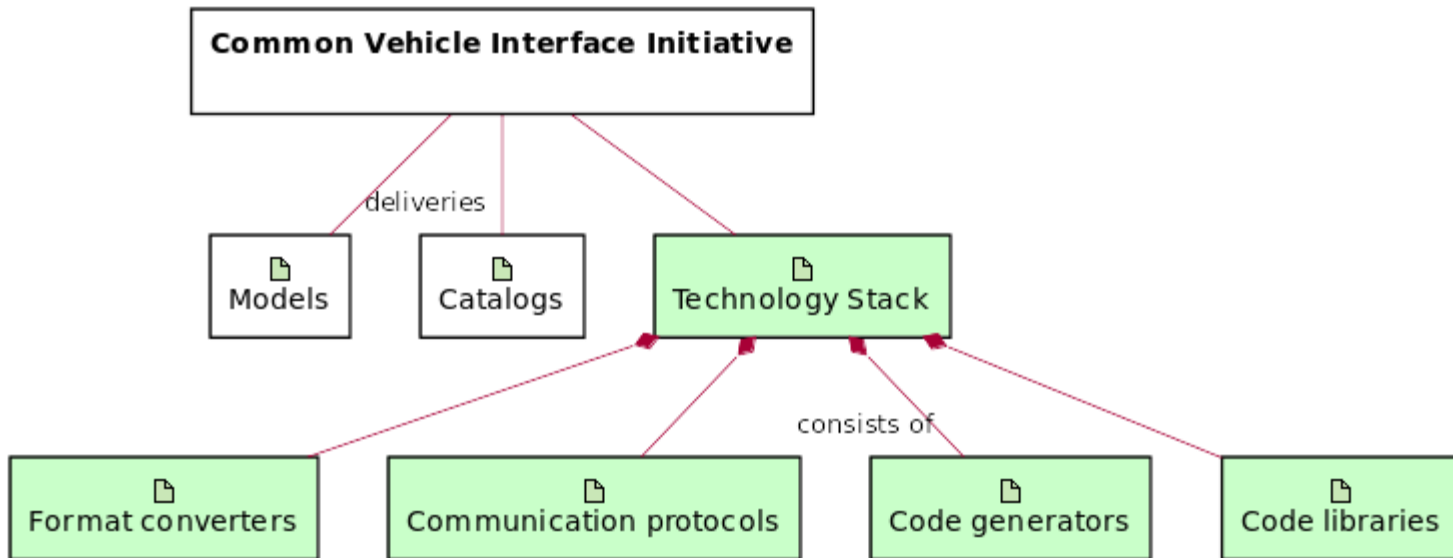 Common Vehicle Interface Initiative
deliveries
Models
Catalogs
Technology Stack
consists of
Format converters
Communication protocols
Code generators
Code libraries